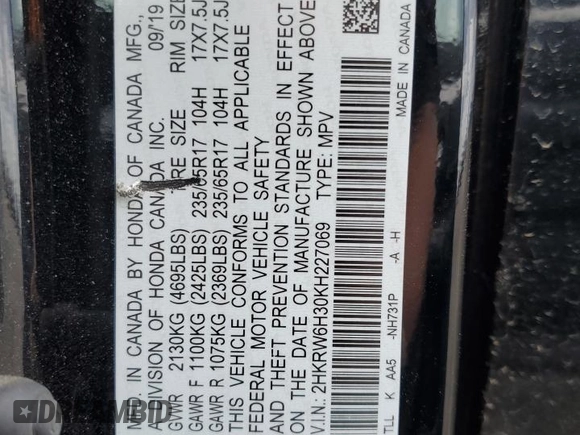 MFD. IN CANADA BY HONDA OF CANADA MFG.,
A DIVISION OF HONDA CANADA INC. 09/19
GVWR 2130KG (4695LBS) TIRE SIZE RIM SIZE
GAWR F 1100KG (2425LBS) 235/65R17 104H 17X7.5J
GAWR R 1075KG (2369LBS) 235/65R17 104H 17X7.5J
THIS VEHICLE CONFORMS TO ALL APPLICABLE
FEDERAL MOTOR VEHICLE SAFETY
AND THEFT PREVENTION STANDARDS IN EFFECT
ON THE DATE OF MANUFACTURE SHOWN ABOVE
V.I.N.: 2HKRW6H30KH227069 TYPE: MPV
TLL K AA5 -NH731P -A -H MADE IN CANADA
DREAMBID